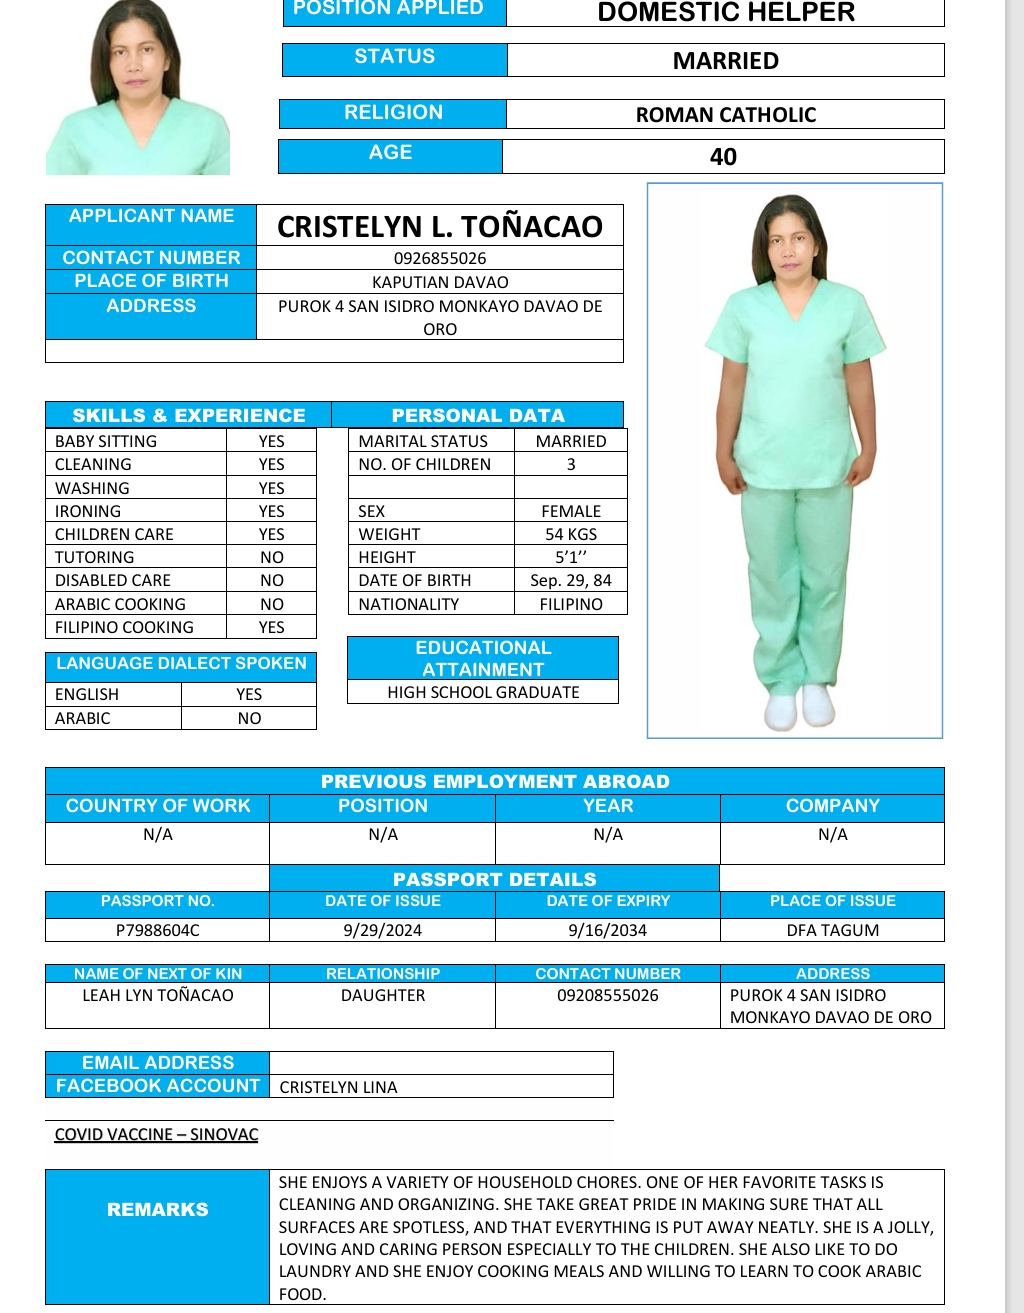 POSITION APPLIED DOMESTIC HELPER
STATUS MARRIED
RELIGION ROMAN CATHOLIC
AGE 40
APPLICANT NAME CRISTELYN L. TOÑACAO
CONTACT NUMBER 0926855026
PLACE OF BIRTH KAPUTIAN DAVAO
ADDRESS PUROK 4 SAN ISIDRO MONKAYO DAVAO DE
ORO
SKILLS & EXPERIENCE
BABY SITTING YES
CLEANING YES
WASHING YES
IRONING YES
CHILDREN CARE YES
TUTORING NO
DISABLED CARE NO
ARABIC COOKING NO
FILIPINO COOKING YES
LANGUAGE DIALECT SPOKEN
ENGLISH YES
ARABIC NO
PERSONAL DATA
MARITAL STATUS MARRIED
NO. OF CHILDREN 3
SEX FEMALE
WEIGHT 54 KGS
HEIGHT 5’1’’
DATE OF BIRTH Sep. 29, 84
NATIONALITY FILIPINO
EDUCATIONAL
ATTAINMENT
HIGH SCHOOL GRADUATE
PREVIOUS EMPLOYMENT ABROAD
COUNTRY OF WORK POSITION YEAR COMPANY
N/A N/A N/A N/A
PASSPORT DETAILS
PASSPORT NO. DATE OF ISSUE DATE OF EXPIRY PLACE OF ISSUE
P7988604C 9/29/2024 9/16/2034 DFA TAGUM
NAME OF NEXT OF KIN RELATIONSHIP CONTACT NUMBER ADDRESS
LEAH LYN TOÑACAO DAUGHTER 09208555026 PUROK 4 SAN ISIDRO
MONKAYO DAVAO DE ORO
EMAIL ADDRESS
FACEBOOK ACCOUNT CRISTELYN LINA
COVID VACCINE – SINOVAC
REMARKS
SHE ENJOYS A VARIETY OF HOUSEHOLD CHORES. ONE OF HER FAVORITE TASKS IS
CLEANING AND ORGANIZING. SHE TAKE GREAT PRIDE IN MAKING SURE THAT ALL
SURFACES ARE SPOTLESS, AND THAT EVERYTHING IS PUT AWAY NEATLY. SHE IS A JOLLY,
LOVING AND CARING PERSON ESPECIALLY TO THE CHILDREN. SHE ALSO LIKE TO DO
LAUNDRY AND SHE ENJOY COOKING MEALS AND WILLING TO LEARN TO COOK ARABIC
FOOD.